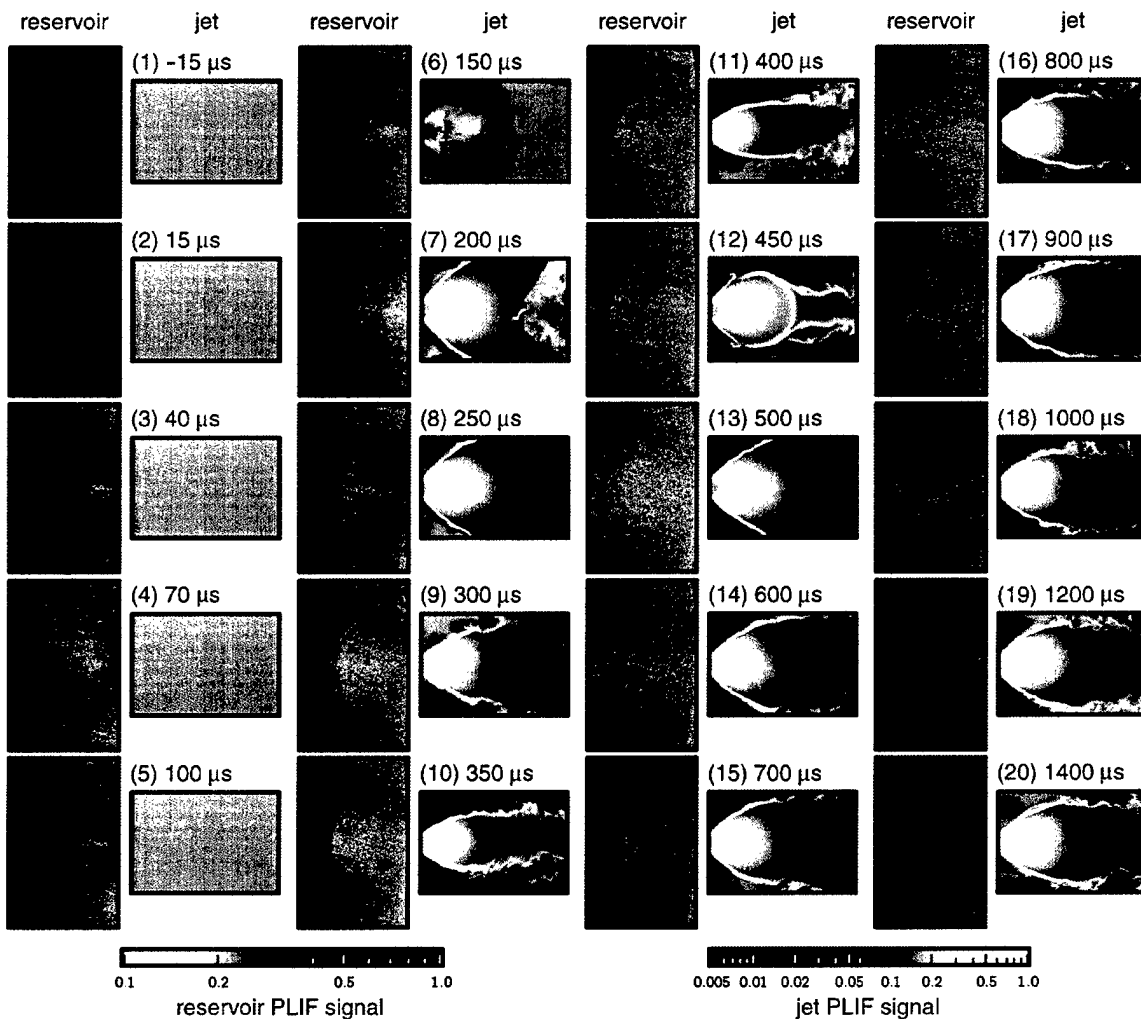 reservoir jet reservoir jet reservoir jet reservoir jet
(1) -15 μs (6) 150 μs (11) 400 μs (16) 800 μs
(2) 15 μs (7) 200 μs (12) 450 μs (17) 900 μs
(3) 40 μs (8) 250 μs (13) 500 μs (18) 1000 μs
(4) 70 μs (9) 300 μs (14) 600 μs (19) 1200 μs
(5) 100 μs (10) 350 μs (15) 700 μs (20) 1400 μs
0.1 0.2 0.5 1.0 0.005 0.01 0.02 0.05 0.1 0.2 0.5 1.0
reservoir PLIF signal jet PLIF signal